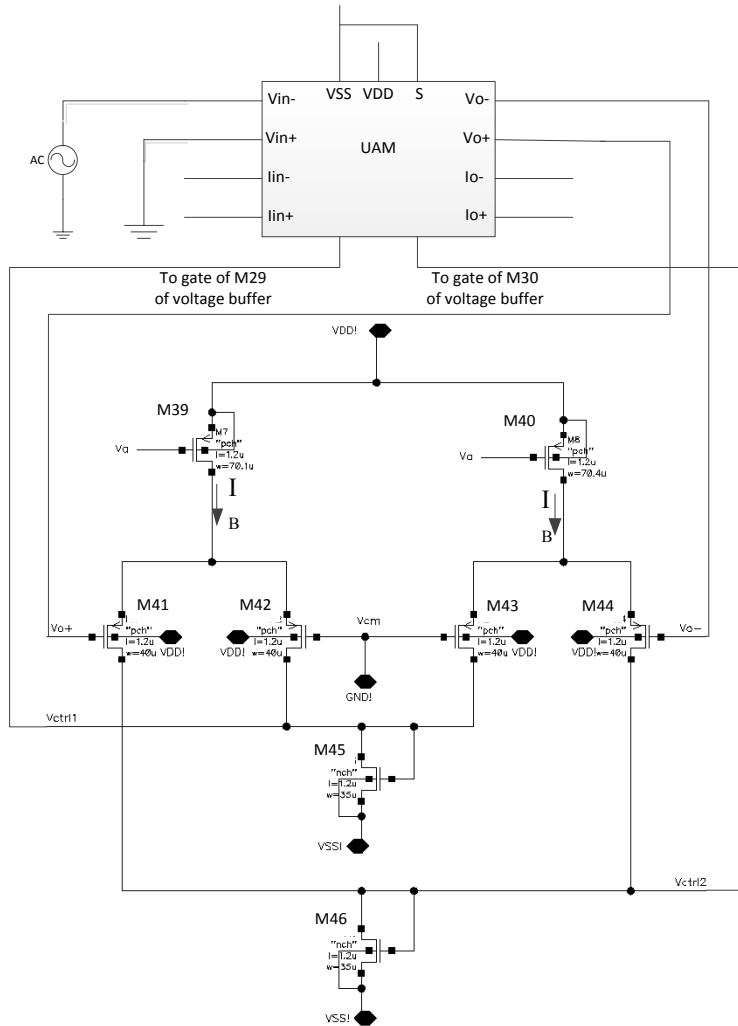 VSS VDD S
Vin-
Vo-
Vin+
Vo+
UAM
AC
Iin-
Io-
Iin+
Io+
To gate of M29
of voltage buffer
To gate of M30
of voltage buffer
VDD!
M39
M7
"pch"
l=1.2u
w=70.1u
Va
I
B
M40
M8
"pch"
l=1.2u
w=70.4u
Va
I
B
M41
Vo+
"pch"
l=1.2u
w=40u
VDD!
M42
VDD!
"pch"
l=1.2u
w=40u
Vcm
GND!
M43
"pch"
l=1.2u
w=40u
VDD!
M44
VDD!
"pch"
l=1.2u
w=40u
Vo-
Vctrl1
M45
"nch"
l=1.2u
w=35u
VSS!
Vctrl2
M46
"nch"
l=1.2u
w=35u
VSS!